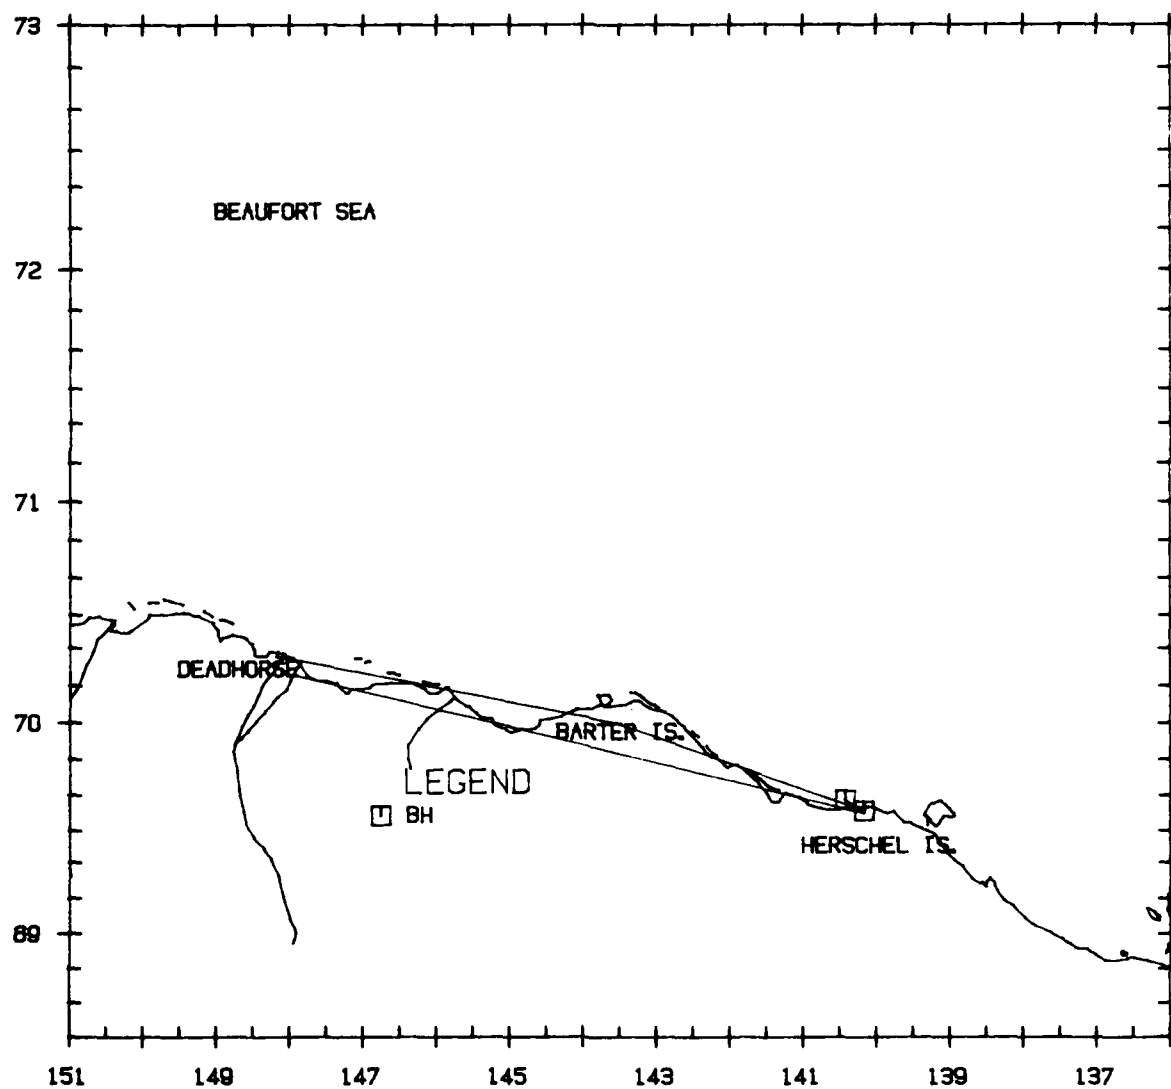 73
BEAUFORT SEA
72
71
DEADHORSE
70
BARTER IS.
LEGEND
BH
HERSCHEL IS.
69
151 149 147 145 143 141 139 137